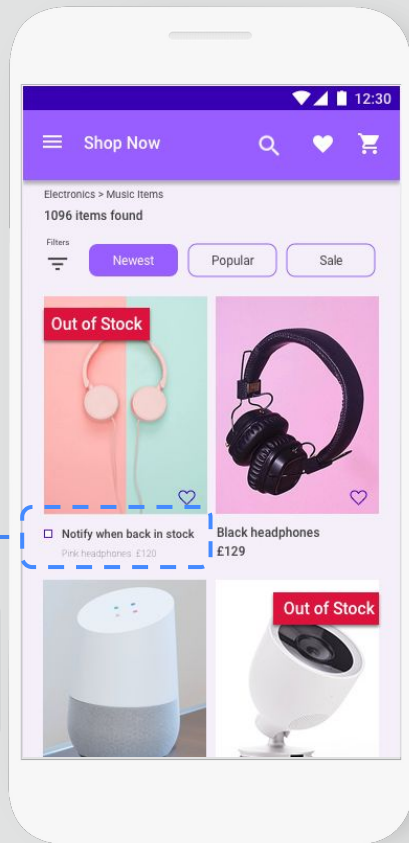 12:30
Shop Now
Electronics > Music Items
1096 items found
Filters
Newest
Popular
Sale
Out of Stock
Notify when back in stock
Pink headphones £120
Black headphones
£129
Out of Stock